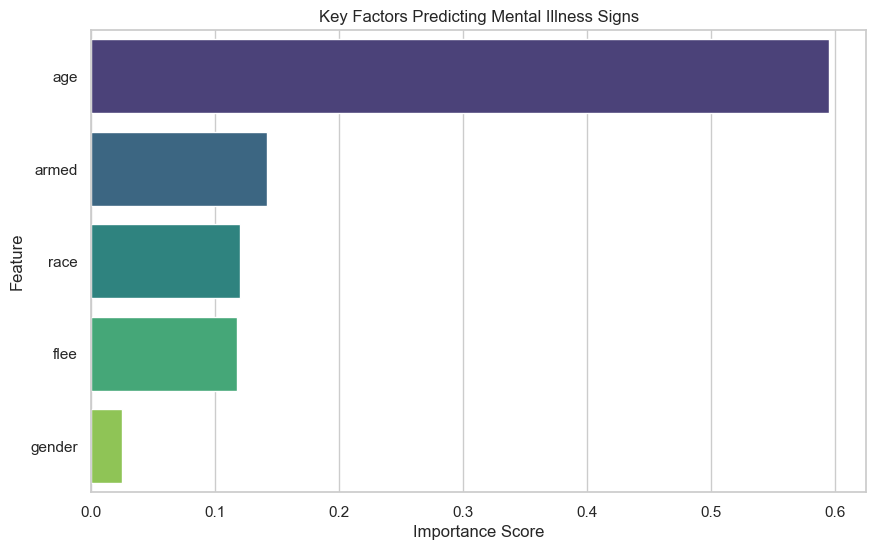 Key Factors Predicting Mental Illness Signs
age
armed
race
flee
gender
Feature
0.0 0.1 0.2 0.3 0.4 0.5 0.6
Importance Score